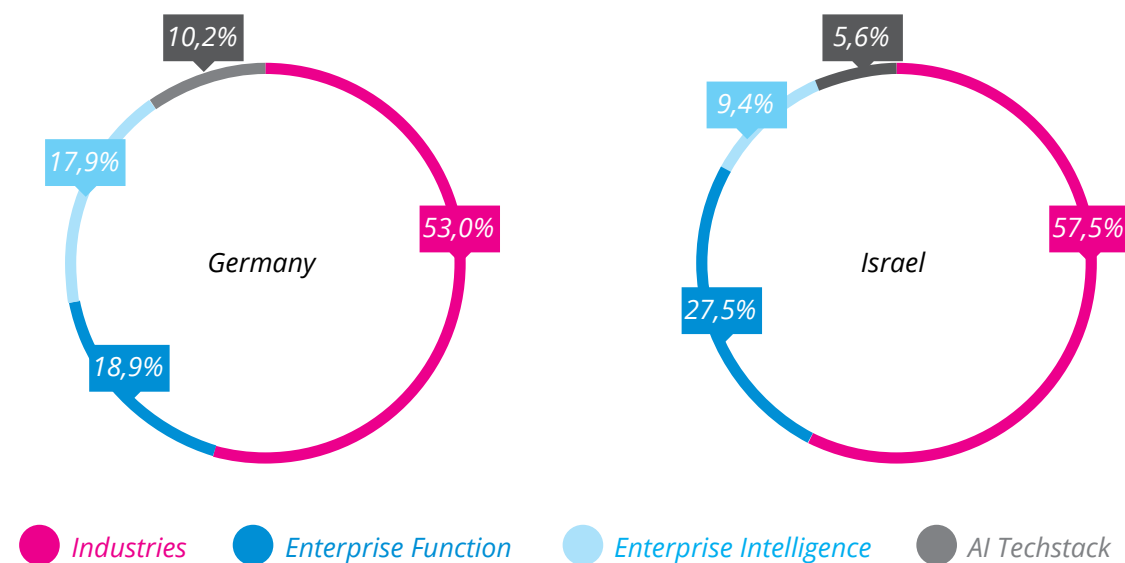 10,2%
5,6%
9,4%
17,9%
53,0%
57,5%
Germany
Israel
27,5%
18,9%
Industries
Enterprise Function
Enterprise Intelligence
AI Techstack